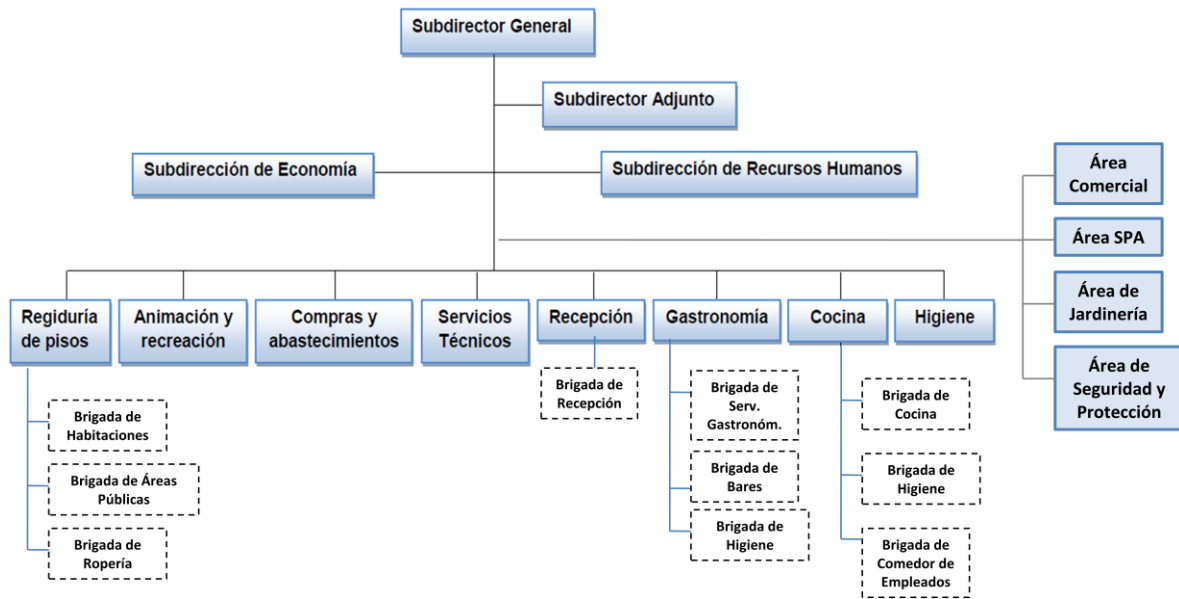 Subdirector General
Subdirector Adjunto
Subdirección de Economía
Subdirección de Recursos Humanos
Área
Comercial
Área SPA
Área de
Jardinería
Área de
Seguridad y
Protección
Regiduría
de pisos
Animación y
recreación
Compras y
abastecimientos
Servicios
Técnicos
Recepción
Gastronomía
Cocina
Higiene
Brigada de
Habitaciones
Brigada de Áreas
Públicas
Brigada de
Ropería
Brigada de
Recepción
Brigada de
Serv.
Gastronóm.
Brigada de
Bares
Brigada de
Higiene
Brigada de
Cocina
Brigada de
Higiene
Brigada de
Comedor de
Empleados